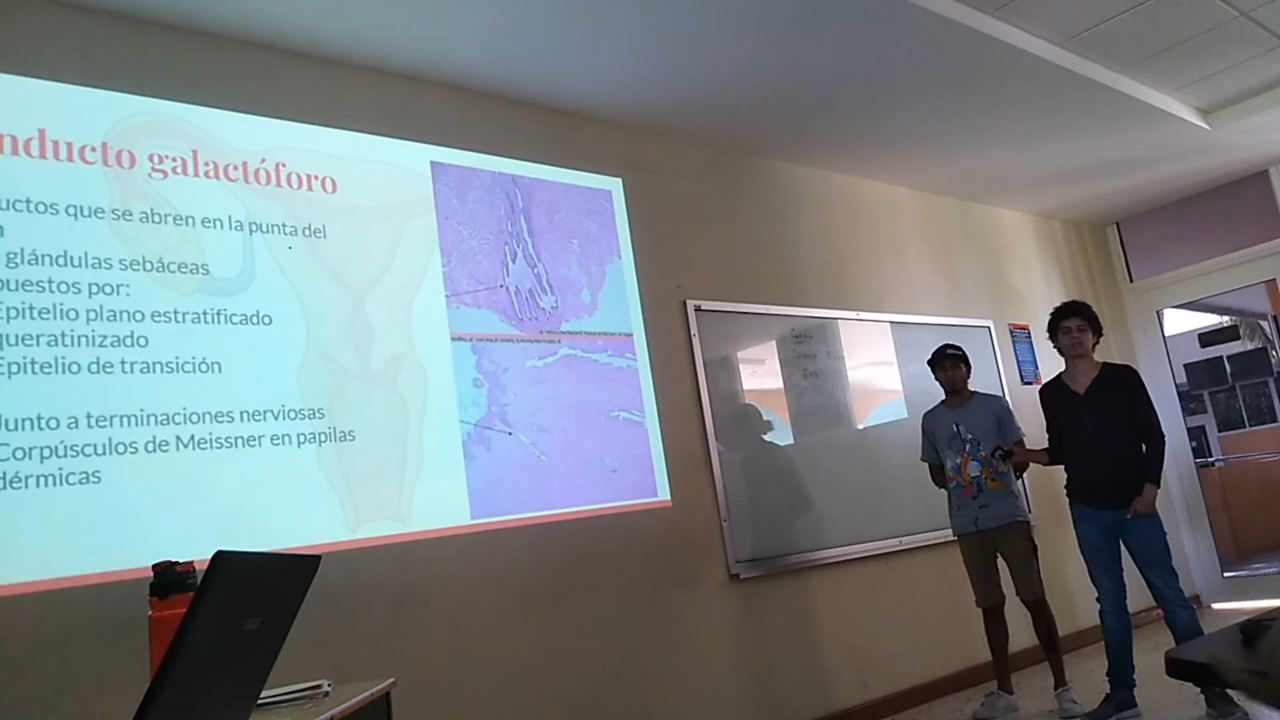 nducto galactóforo
uctos que se abren en la punta del
n
glándulas sebáceas
puestos por:
Epitelio plano estratificado
queratinizado
Epitelio de transición
Junto a terminaciones nerviosas
Corpúsculos de Meissner en papilas
dérmicas